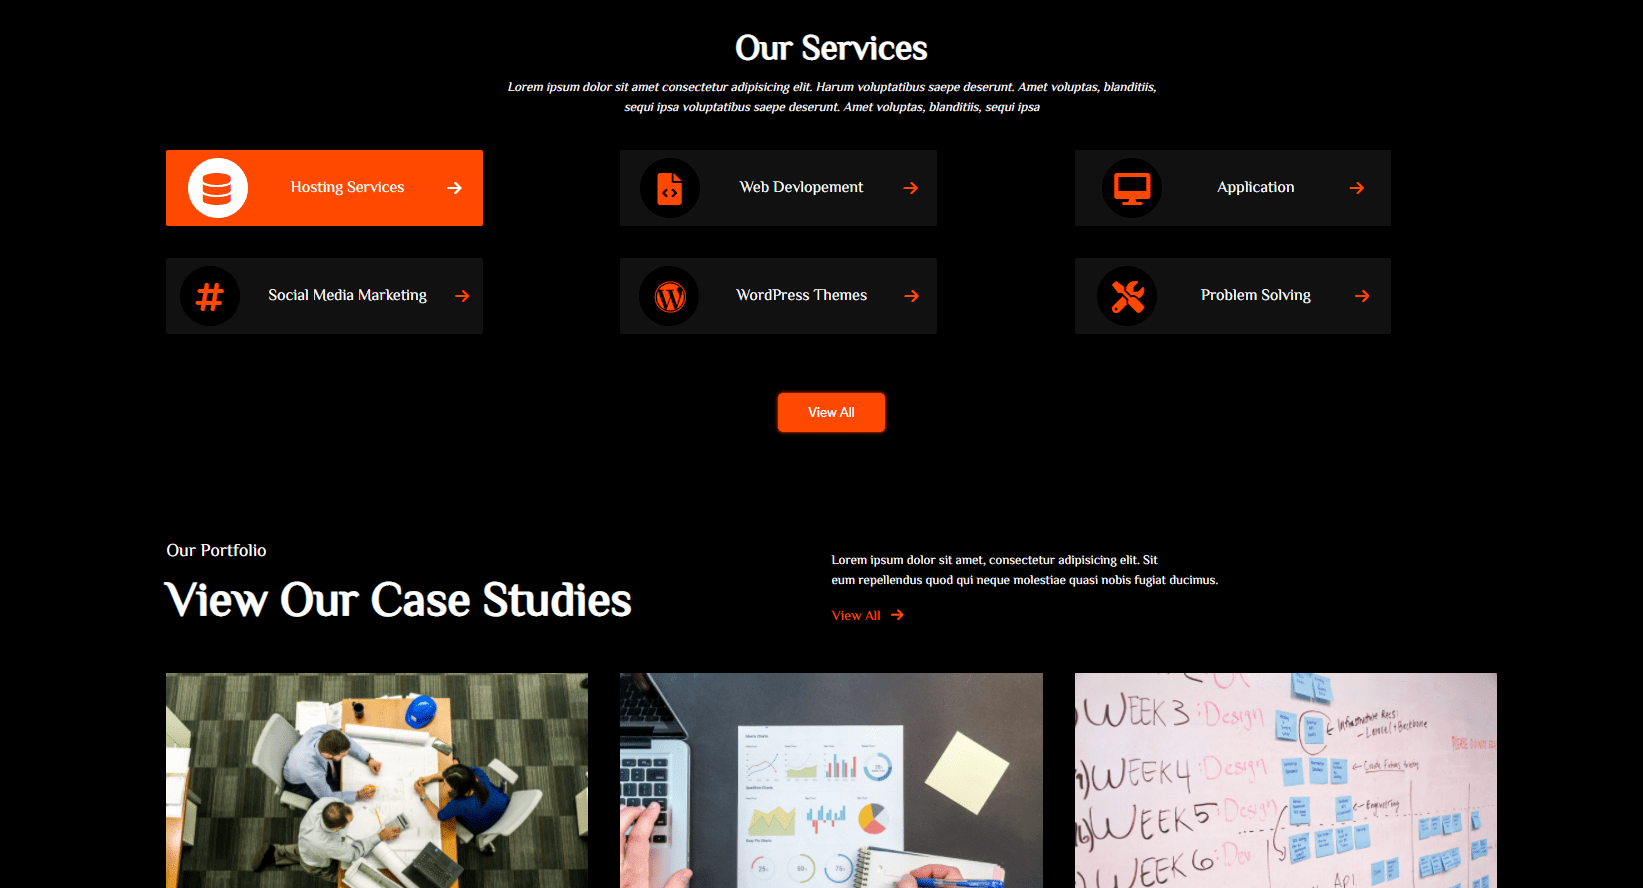 Our Services
Lorem ipsum dolor sit amet consectetur adipisicing elit. Harum voluptatibus saepe deserunt. Amet voluptas, blanditiis,
sequi ipsa voluptatibus saepe deserunt. Amet voluptas, blanditiis, sequi ipsa
Hosting Services
Web Devlopement
Application
Social Media Marketing
WordPress Themes
Problem Solving
View All
Our Portfolio
View Our Case Studies
Lorem ipsum dolor sit amet, consectetur adipisicing elit. Sit
eum repellendus quod qui neque molestiae quasi nobis fugiat ducimus.
View All
WEEK 3: Design
WEEK 4: Design
WEEK 5: Design
WEEK 6: Dev
Infrastructure Recs:
Engineering
API